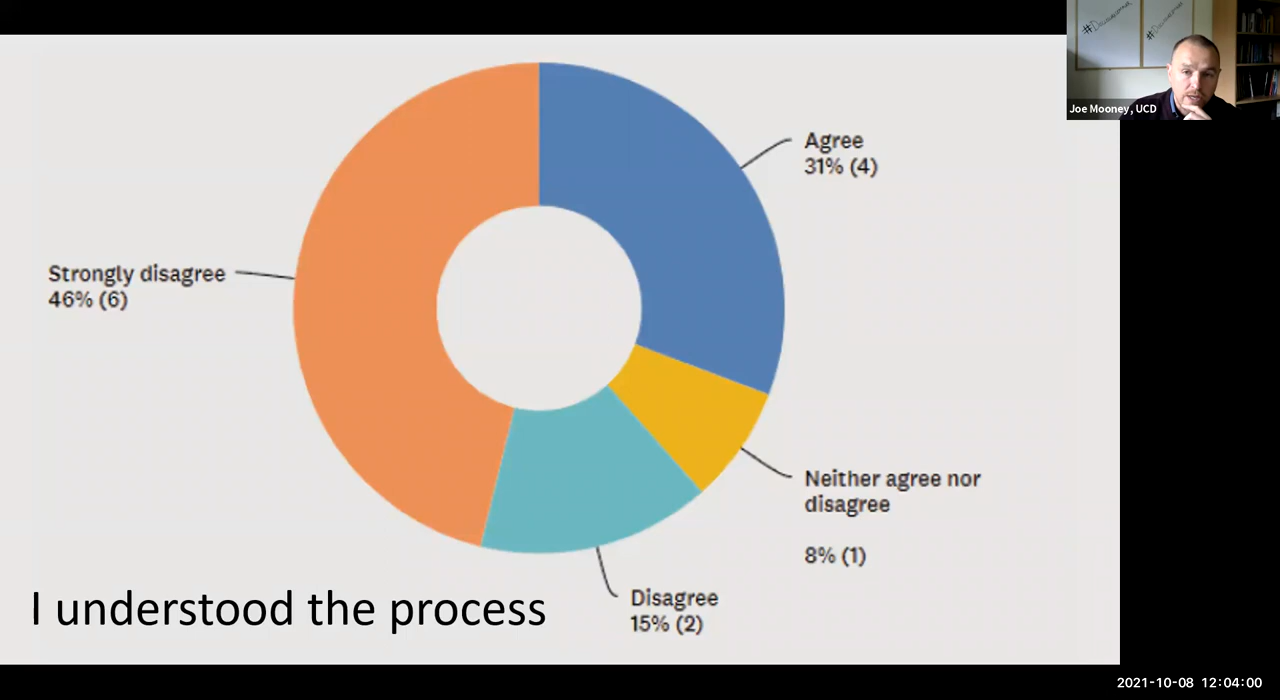 Agree
31% (4)
Strongly disagree
46% (6)
Neither agree nor
disagree
8% (1)
Disagree
15% (2)
I understood the process
Joe Mooney, UCD
2021-10-08 12:04:00